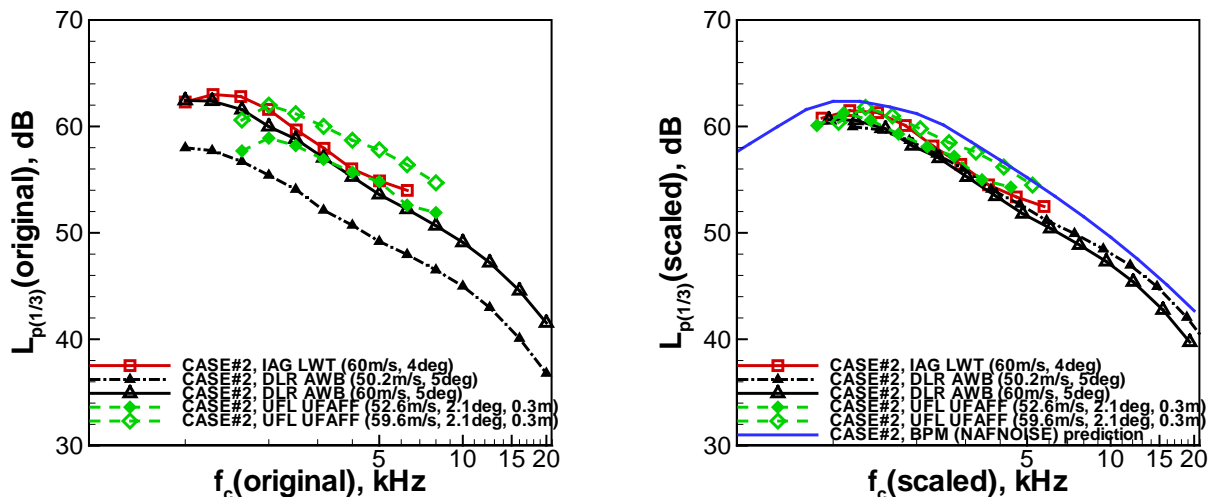 70
60
50
40
30
L p(1/3) (original), dB
CASE#2, IAG LWT (60m/s, 4deg)
CASE#2, DLR AWB (50.2m/s, 5deg)
CASE#2, DLR AWB (60m/s, 5deg)
CASE#2, UFL UFAFF (52.6m/s, 2.1deg, 0.3m)
CASE#2, UFL UFAFF (59.6m/s, 2.1deg, 0.3m)
5 10 15 20
f c (original), kHz
70
60
50
40
30
L p(1/3) (scaled), dB
CASE#2, IAG LWT (60m/s, 4deg)
CASE#2, DLR AWB (50.2m/s, 5deg)
CASE#2, DLR AWB (60m/s, 5deg)
CASE#2, UFL UFAFF (52.6m/s, 2.1deg, 0.3m)
CASE#2, UFL UFAFF (59.6m/s, 2.1deg, 0.3m)
CASE#2, BPM (NAFNOISE) prediction
5 10 15 20
f c (scaled), kHz